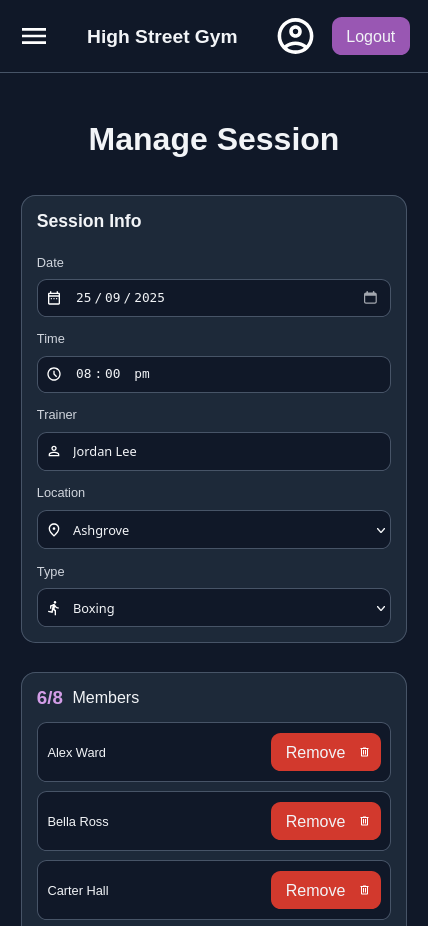 High Street Gym
Logout
Manage Session
Session Info
Date
25/09/2025
Time
08:00 pm
Trainer
Jordan Lee
Location
Ashgrove
Type
Boxing
6/8 Members
Alex Ward Remove
Bella Ross Remove
Carter Hall Remove